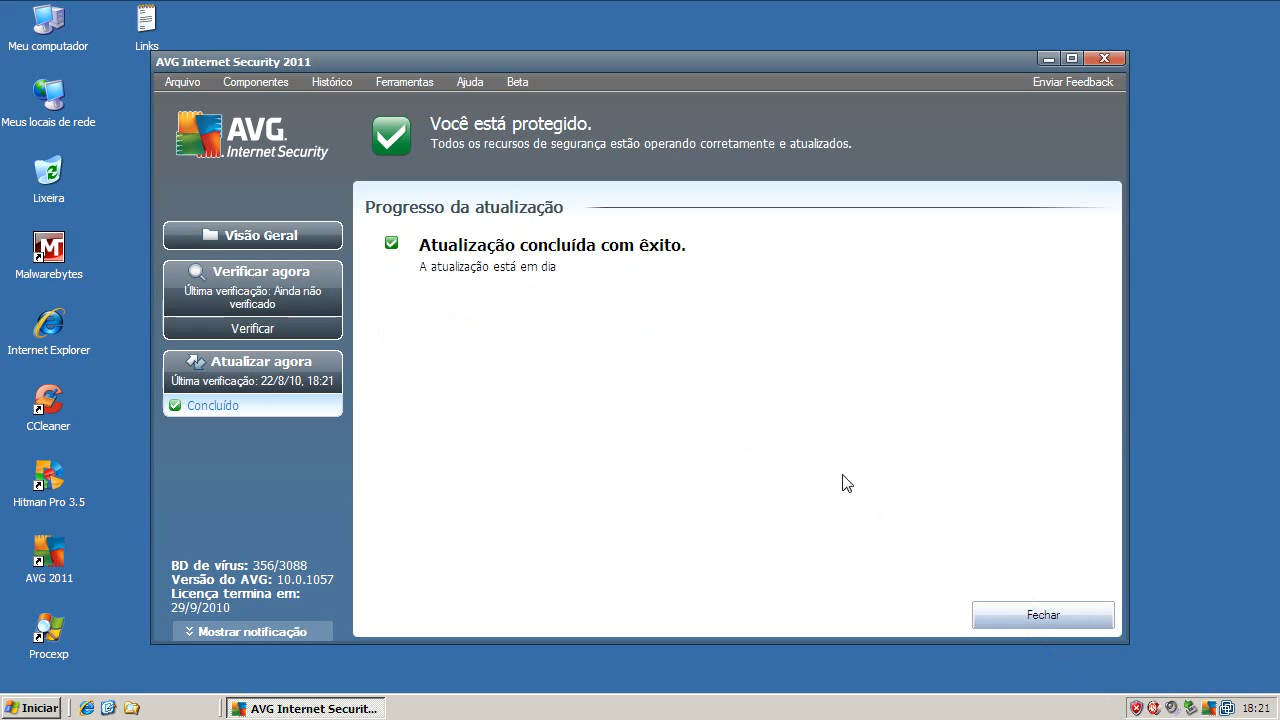 Meu computador
Links
Meus locais de rede
Lixeira
Malwarebytes
Internet Explorer
CCleaner
Hitman Pro 3.5
AVG 2011
Procexp
AVG Internet Security 2011
Arquivo Componentes Histórico Ferramentas Ajuda Beta Enviar Feedback
AVG.
Internet Security
Você está protegido.
Todos os recursos de segurança estão operando corretamente e atualizados.
Visão Geral
Verificar agora
Última verificação: Ainda não
verificado
Verificar
Atualizar agora
Última verificação: 22/8/10, 18:21
Concluído
BD de vírus: 356/3088
Versão do AVG: 10.0.1057
Licença termina em:
29/9/2010
Mostrar notificação
Progresso da atualização
Atualização concluída com êxito.
A atualização está em dia
Fechar
Iniciar
AVG Internet Securit...
18:21